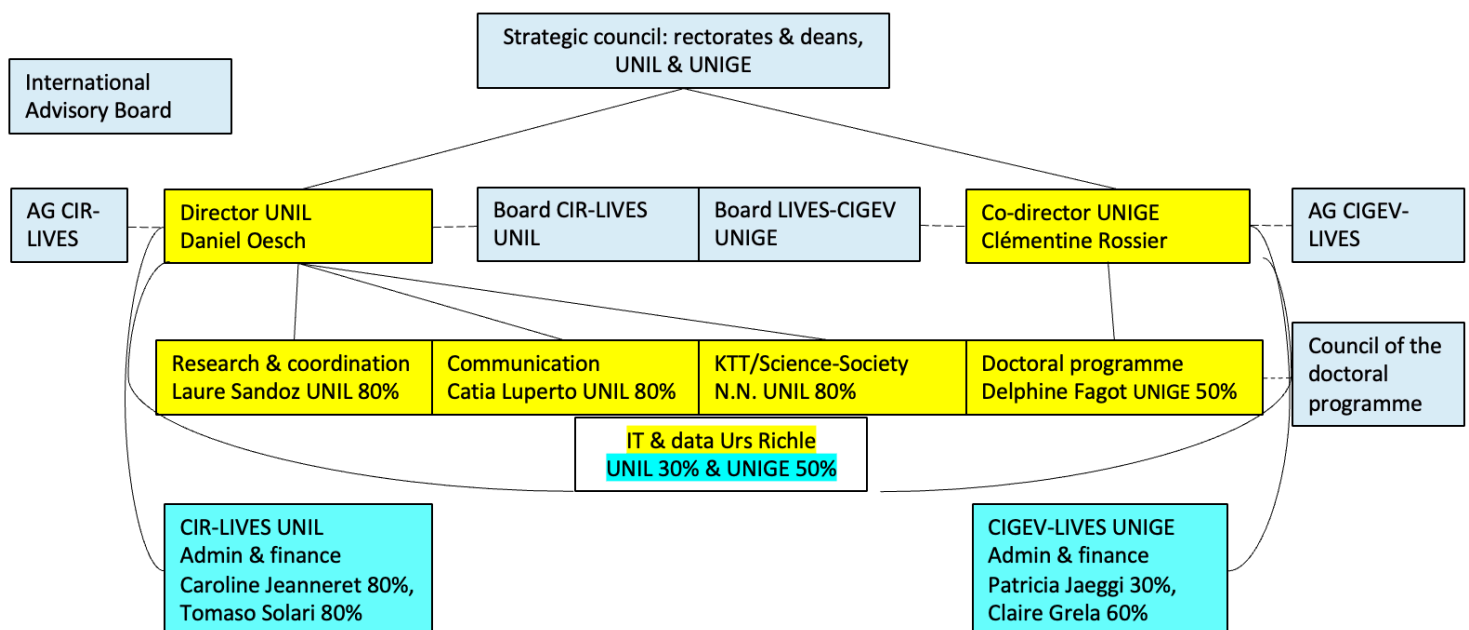 Strategic council: rectorates & deans,
UNIL & UNIGE
International
Advisory Board
AG CIR-
LIVES
Director UNIL
Daniel Oesch
Board CIR-LIVES
UNIL
Board LIVES-CIGEV
UNIGE
Co-director UNIGE
Clémentine Rossier
AG CIGEV-
LIVES
Research & coordination
Laure Sandoz UNIL 80%
Communication
Catia Luperto UNIL 80%
KTT/Science-Society
N.N. UNIL 80%
Doctoral programme
Delphine Fagot UNIGE 50%
Council of the
doctoral
programme
IT & data Urs Richle
UNIL 30% & UNIGE 50%
CIR-LIVES UNIL
Admin & finance
Caroline Jeanneret 80%,
Tomaso Solari 80%
CIGEV-LIVES UNIGE
Admin & finance
Patricia Jaeggi 30%,
Claire Grela 60%